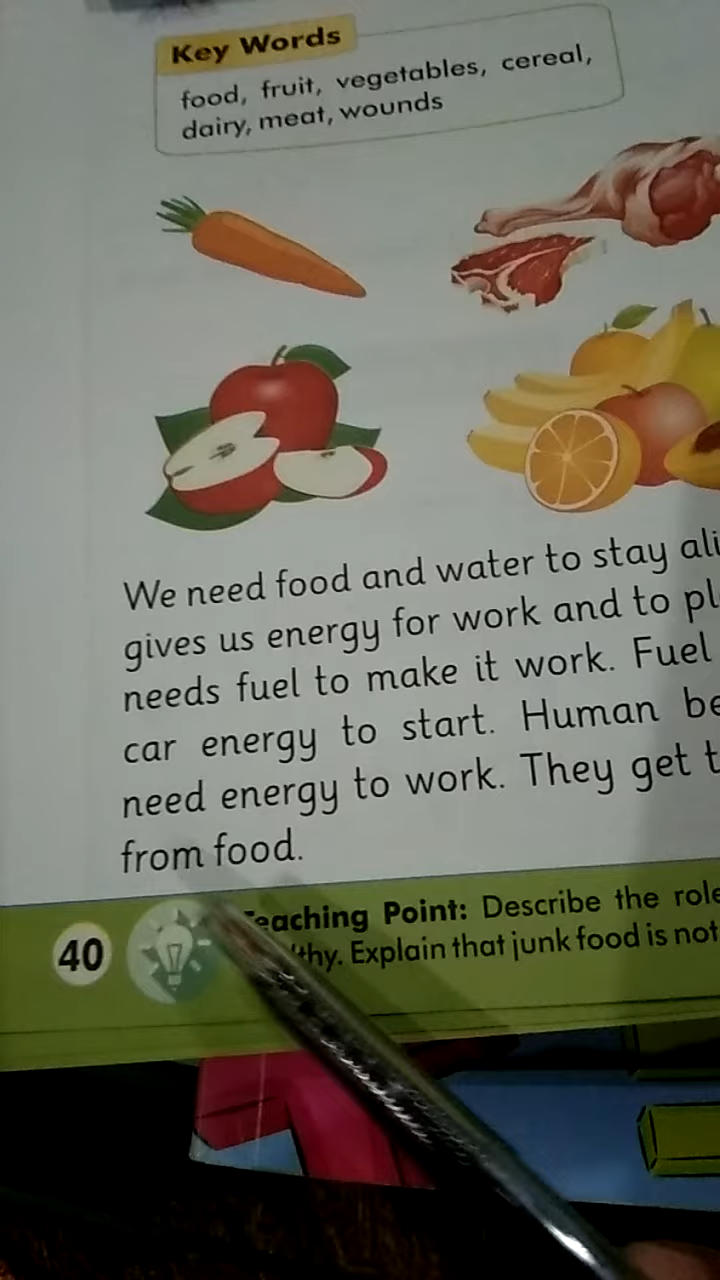 Key Words
food, fruit, vegetables, cereal,
dairy, meat, wounds
We need food and water to stay
gives us energy for work and to
needs fuel to make it work. Fuel
car energy to start. Human
need energy to work. They get
from food.
40
Teaching Point: Describe the role
Explain that junk food is not